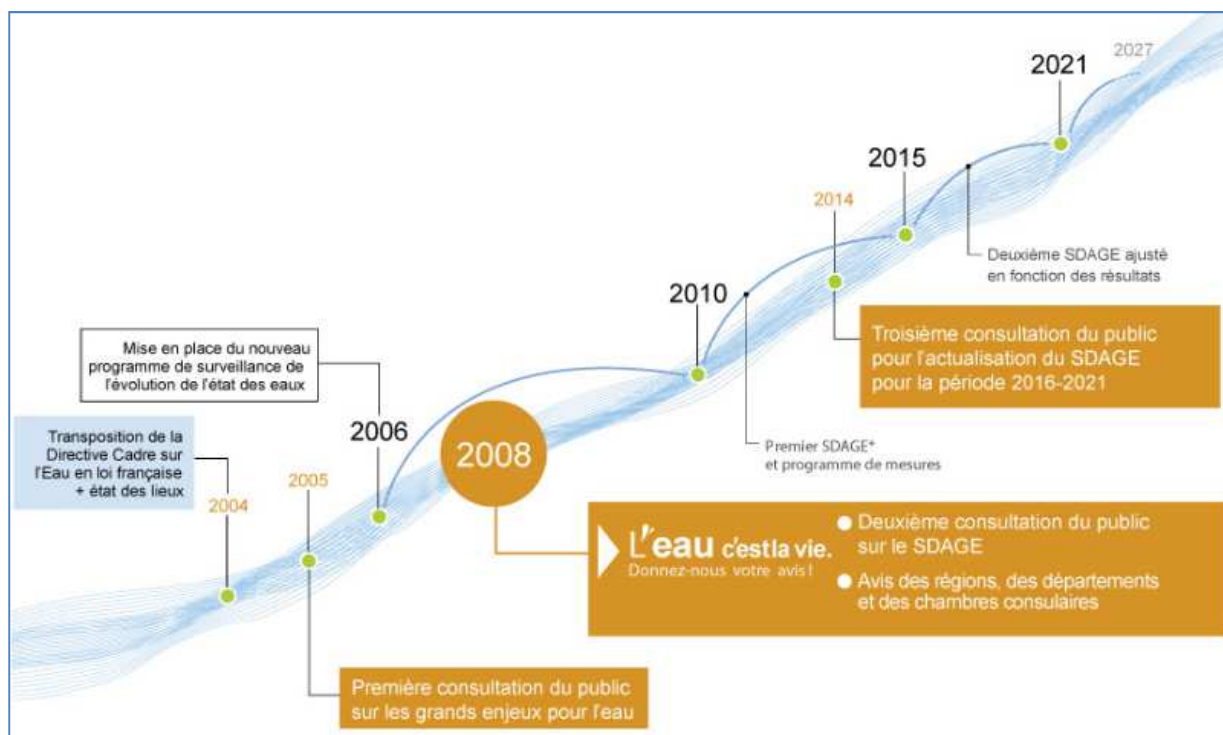 2027
2021
2015
2014
Deuxième SDAGE ajusté
en fonction des résultats
2010
Troisième consultation du public
pour l'actualisation du SDAGE
pour la période 2016-2021
Mise en place du nouveau
programme de surveillance de
l'évolution de l'état des eaux
2006
Premier SDAGE*
et programme de mesures
Transposition de la
Directive Cadre sur
l'Eau en loi française
+ état des lieux
2004
2005
2008
L'eau c'est la vie.
Donnez-nous votre avis !
Deuxième consultation du public
sur le SDAGE
Avis des régions, des départements
et des chambres consulaires
Première consultation du public
sur les grands enjeux pour l'eau